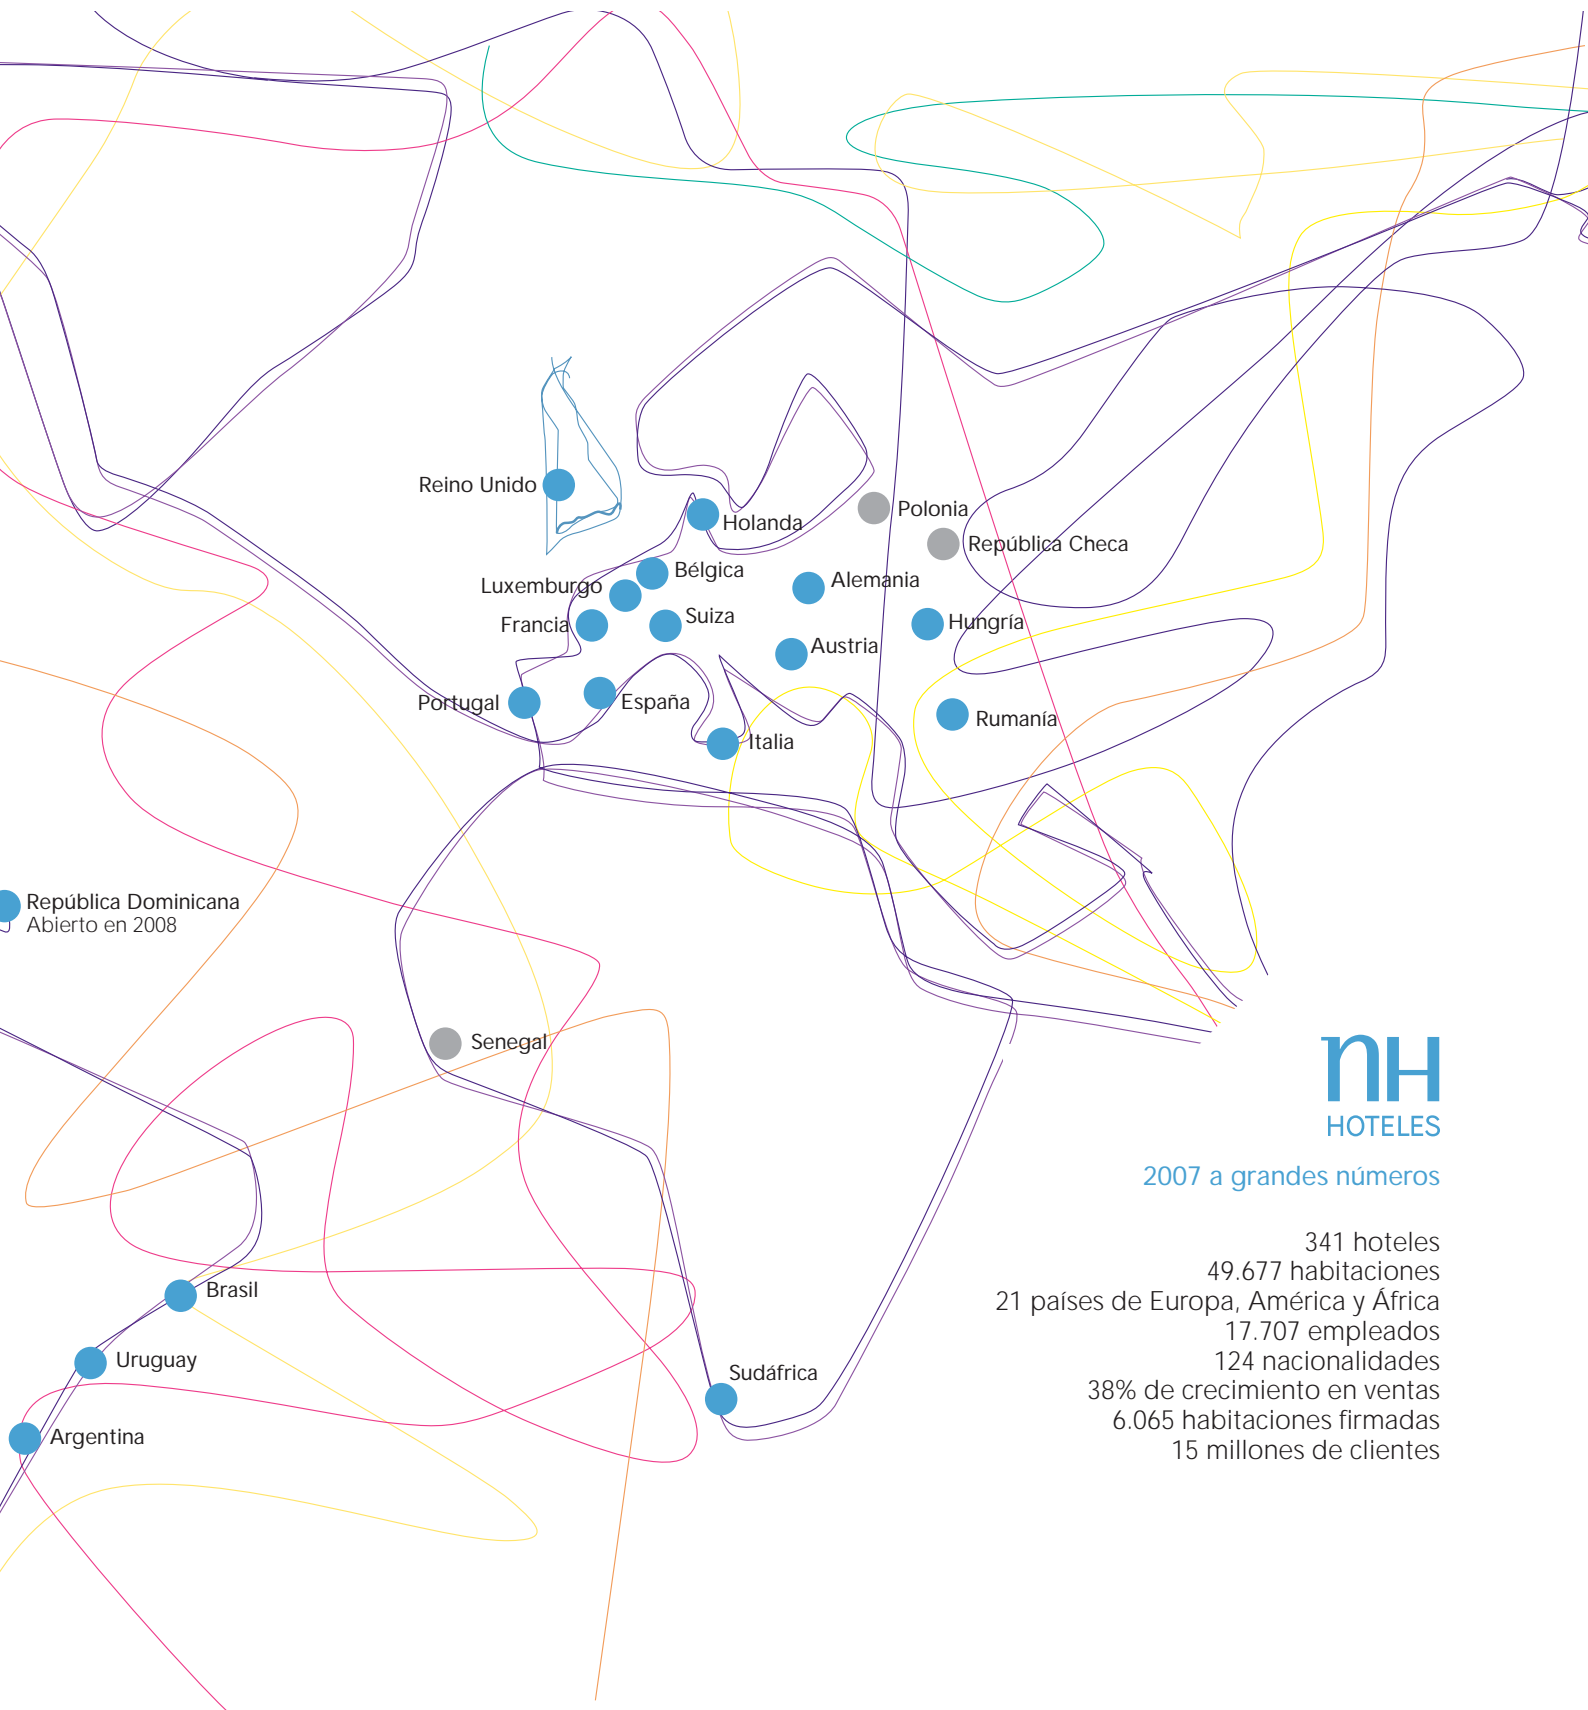 Reino Unido
Holanda
Polonia
República Checa
Bélgica
Luxemburgo
Alemania
Francia
Suiza
Hungría
Austria
Portugal
España
Rumanía
Italia
República Dominicana
Abierto en 2008
Senegal
Brasil
Uruguay
Argentina
Sudáfrica
nH
HOTELES
2007 a grandes números
341 hoteles
49.677 habitaciones
21 países de Europa, América y África
17.707 empleados
124 nacionalidades
38% de crecimiento en ventas
6.065 habitaciones firmadas
15 millones de clientes